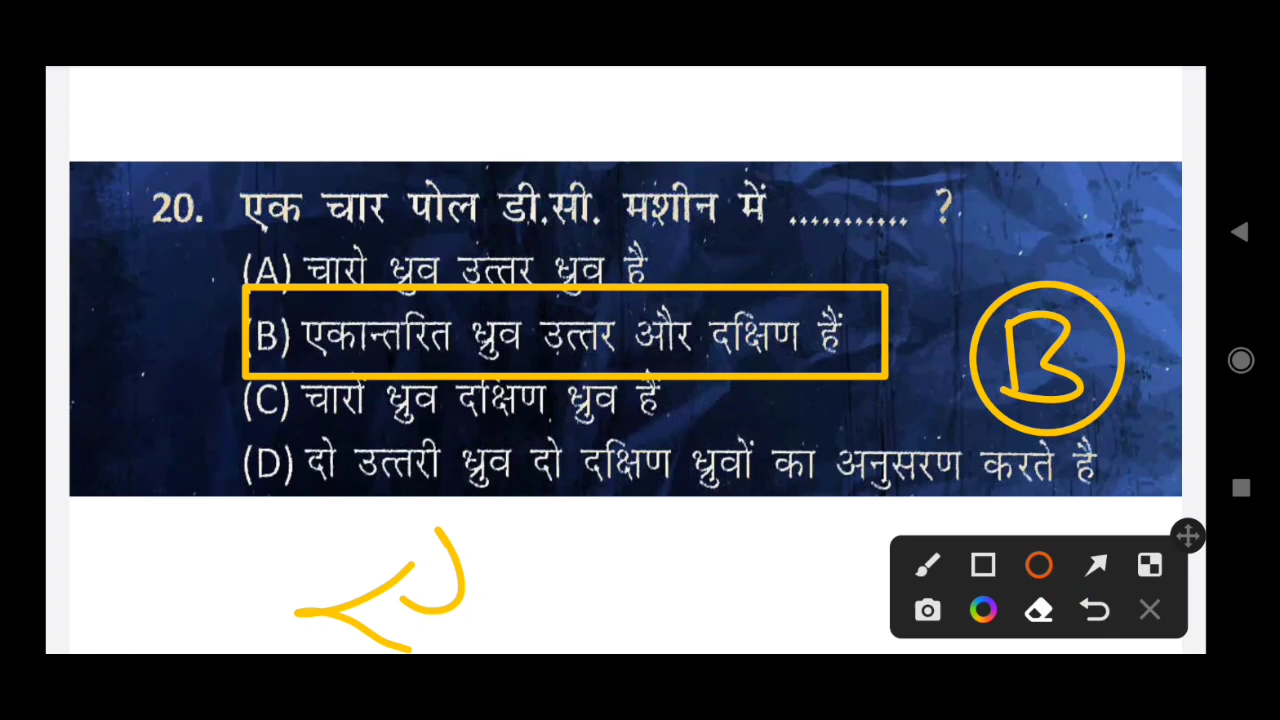 20. एक चार पोल डी.सी. मशीन में ........... ?
(A) चारो ध्रुव उत्तर ध्रुव है
(B) एकान्तरित ध्रुव उत्तर और दक्षिण हैं
B
(C) चारों ध्रुव दक्षिण ध्रुव है
(D) दो उत्तरी ध्रुव दो दक्षिण ध्रुवों का अनुसरण करते है